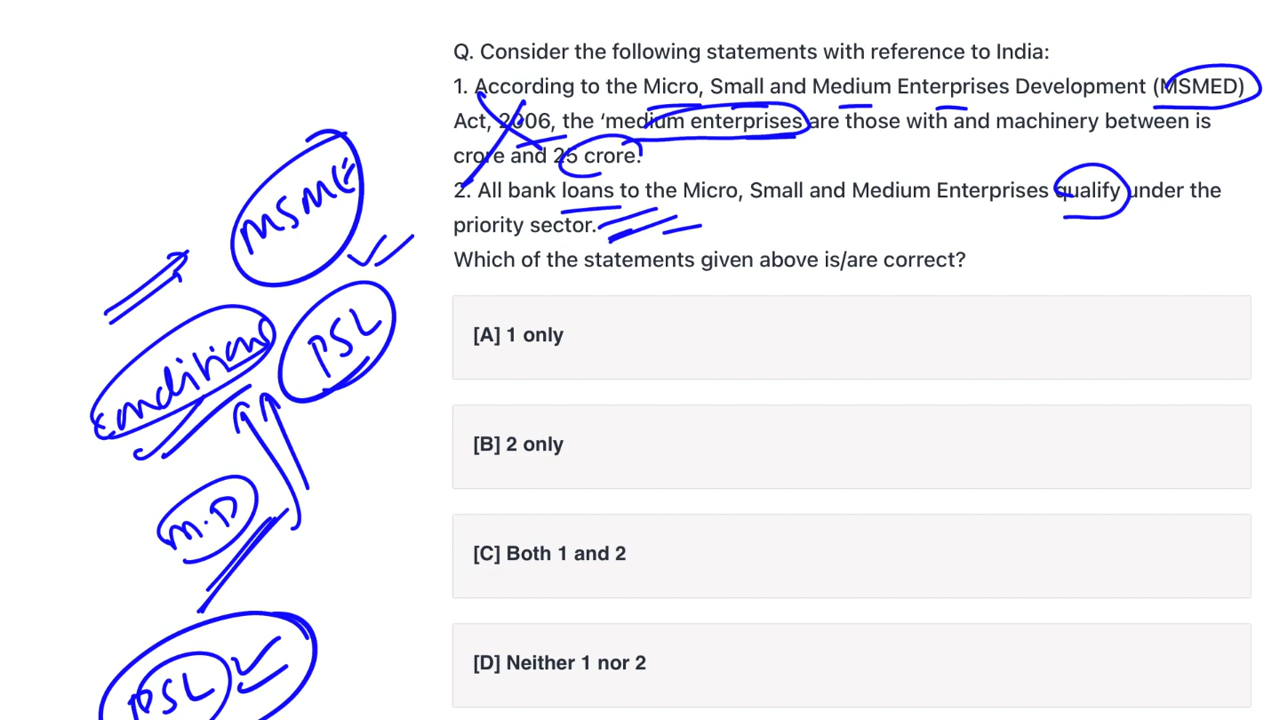 Q. Consider the following statements with reference to India:
1. According to the Micro, Small and Medium Enterprises Development (MSMED)
Act, 2006, the ‘medium enterprises are those with and machinery between is
crore and 25 crore.
2. All bank loans to the Micro, Small and Medium Enterprises qualify under the
priority sector.
Which of the statements given above is/are correct?
[A] 1 only
[B] 2 only
[C] Both 1 and 2
[D] Neither 1 nor 2
MSME
PSL
condition
M.D
PSL